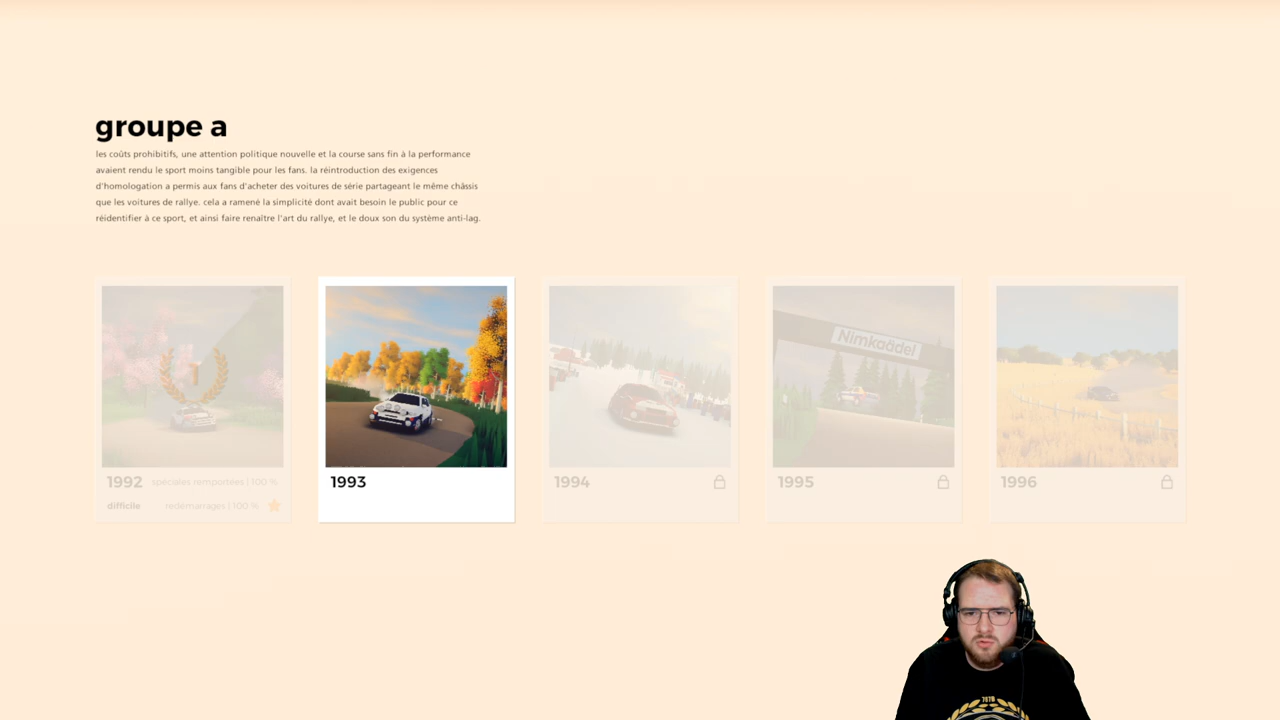 groupe a
les coûts prohibitifs, une attention politique nouvelle et la course sans fin à la performance
avaient rendu le sport moins tangible pour les fans. la réintroduction des exigences
d'homologation a permis aux fans d'acheter des voitures de série partageant le même châssis
que les voitures de rallye. cela a ramené la simplicité dont avait besoin le public pour ce
réidentifier à ce sport, et ainsi faire renaître l'art du rallye, et le doux son du système anti-lag.
1
Nimkaödel
1992 spéciales remportées | 100 %
difficile redémarrages | 100 %
1993
1994
1995
1996